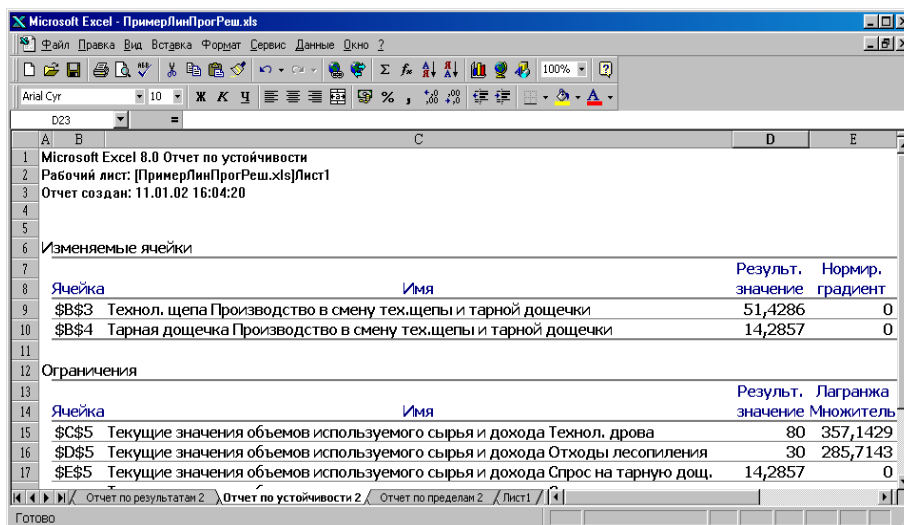 Microsoft Excel - ПримерЛинПрогРеш.xls
Файл Правка Вид Вставка Формат Сервис Данные Окно ?
100%
Arial Cyr 10 Ж К Ч
D23 =
A B C D E
1 Microsoft Excel 8.0 Отчет по устойчивости
2 Рабочий лист: [ПримерЛинПрогРеш.xls]Лист1
3 Отчет создан: 11.01.02 16:04:20
4
5
6 Изменяемые ячейки
7 Результ. Нормир.
8 Ячейка Имя значение градиент
9 $B$3 Технол. щепа Производство в смену тех.щепы и тарной дощечки 51,4286 0
10 $B$4 Тарная дощечка Производство в смену тех.щепы и тарной дощечки 14,2857 0
11
12 Ограничения
13 Результ. Лагранжа
14 Ячейка Имя значение Множитель
15 $C$5 Текущие значения объемов используемого сырья и дохода Технол. дрова 80 357,1429
16 $D$5 Текущие значения объемов используемого сырья и дохода Отходы лесопиления 30 285,7143
17 $E$5 Текущие значения объемов используемого сырья и дохода Спрос на тарную дощ. 14,2857 0
Отчет по результатам 2 Отчет по устойчивости 2 Отчет по пределам 2 Лист1
Готово